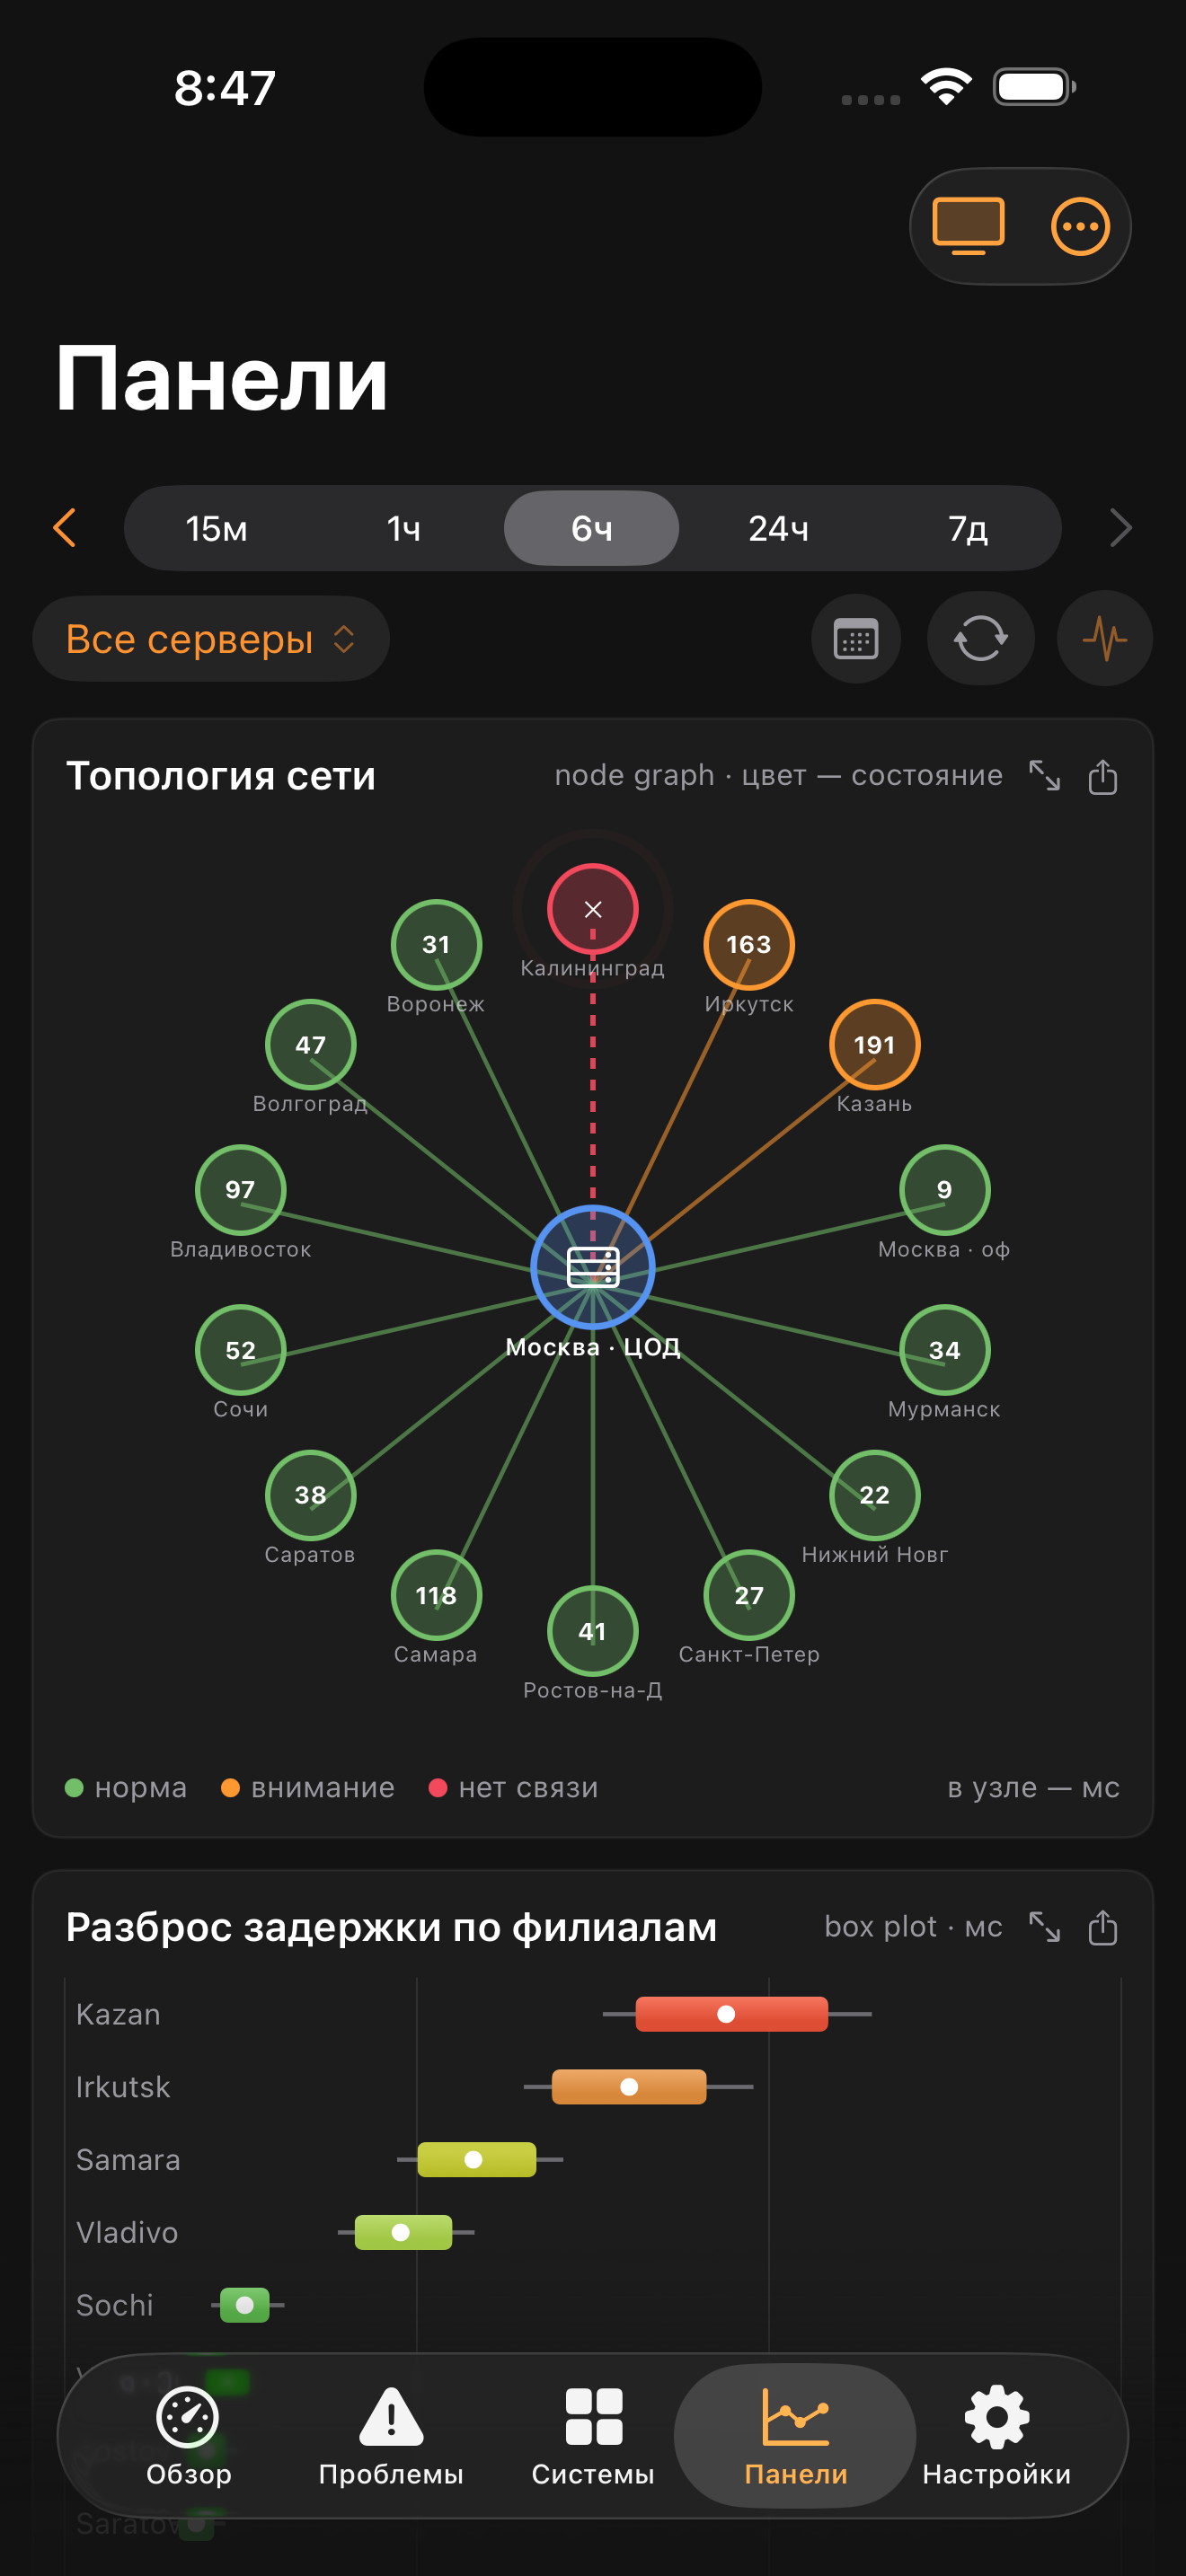 8:47
Панели
15м 1ч 6ч 24ч 7д
Все серверы
Топология сети node graph · цвет — состояние
31
Воронеж
Калининград
163
Иркутск
47
Волгоград
191
Казань
97
Владивосток
9
Москва · оф
Москва · ЦОД
52
Сочи
34
Мурманск
38
Саратов
22
Нижний Новг
118
Самара
41
Ростов-на-Д
27
Санкт-Петер
норма внимание нет связи в узле — мс
Разброс задержки по филиалам box plot · мс
Kazan
Irkutsk
Samara
Vladivo
Sochi
Обзор Проблемы Системы Панели Настройки
Saratov